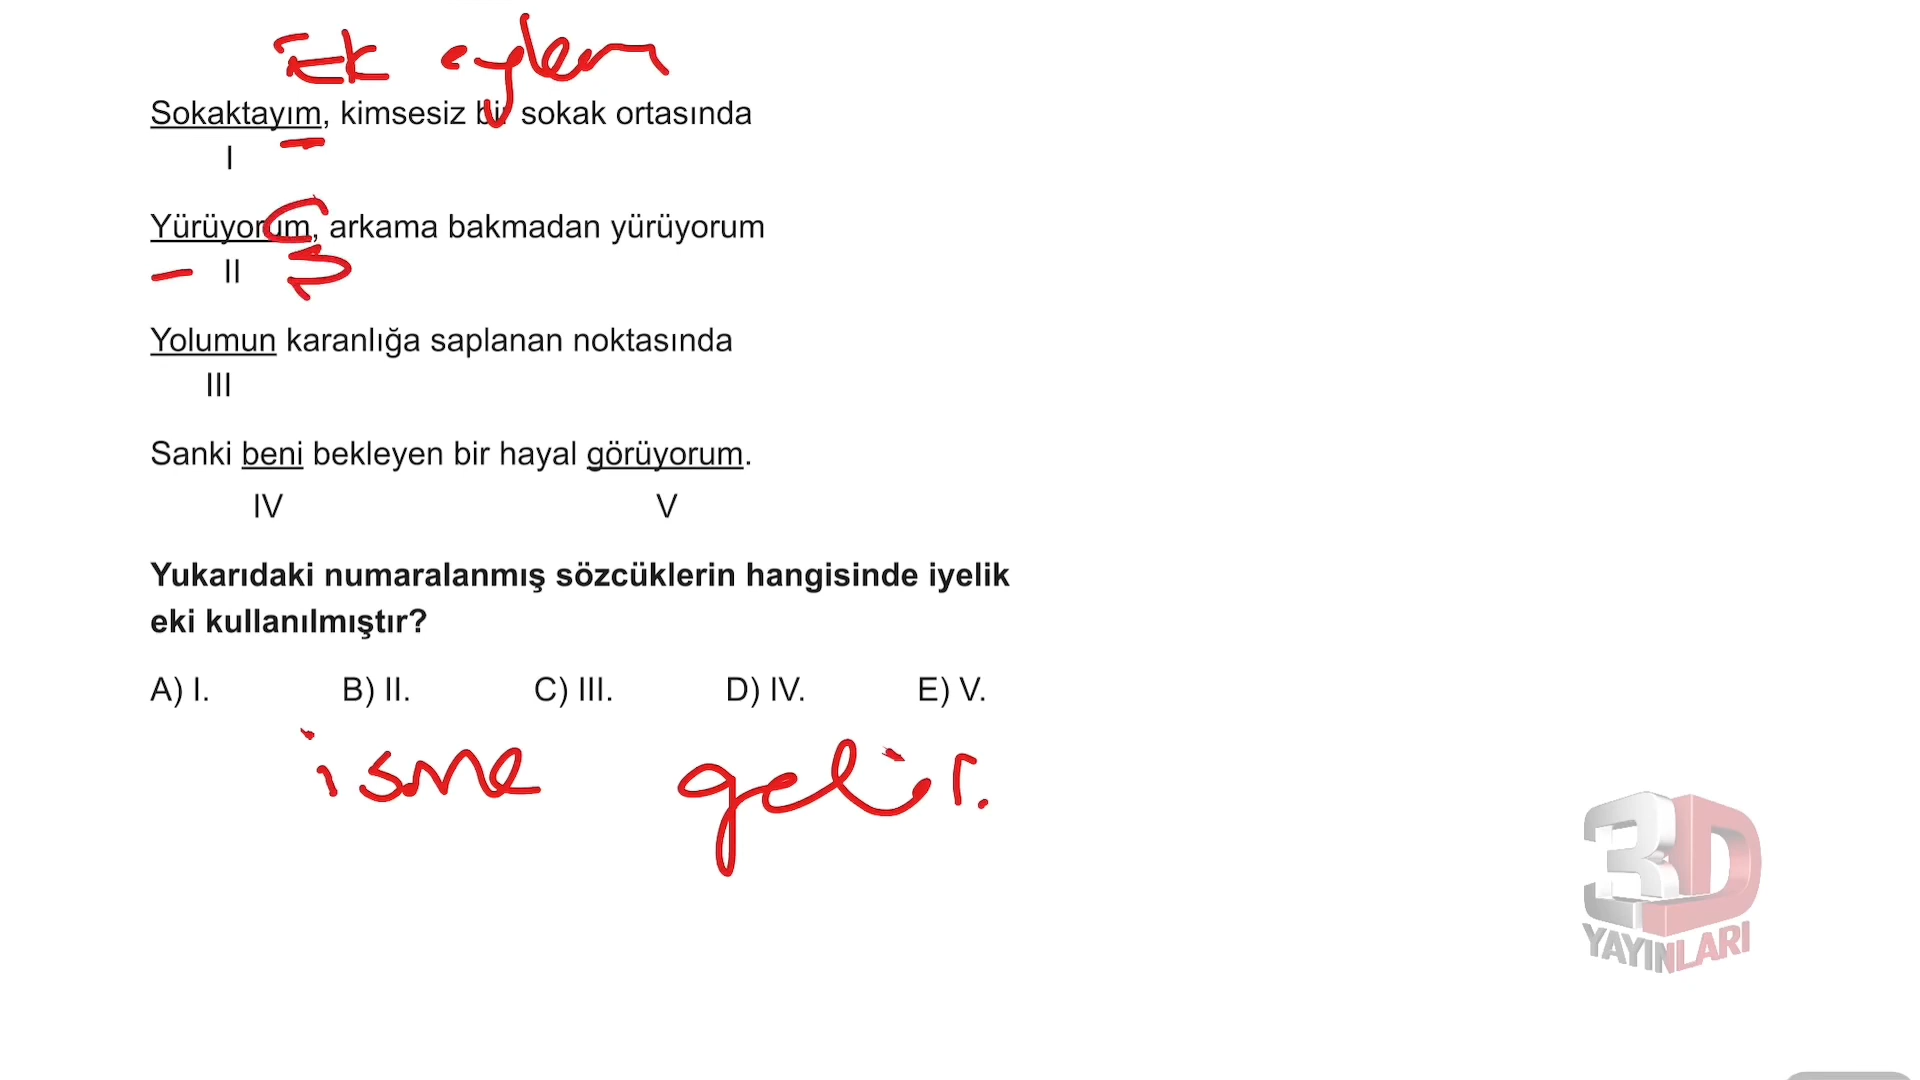 Ek eylem
Sokaktayım, kimsesiz bir sokak ortasında
I
Yürüyorum, arkama bakmadan yürüyorum
II
Yolumun karanlığa saplanan noktasında
III
Sanki beni bekleyen bir hayal görüyorum.
IV V
Yukarıdaki numaralanmış sözcüklerin hangisinde iyelik
eki kullanılmıştır?
A) I. B) II. C) III. D) IV. E) V.
isme gelir.
3D
YAYINLARI